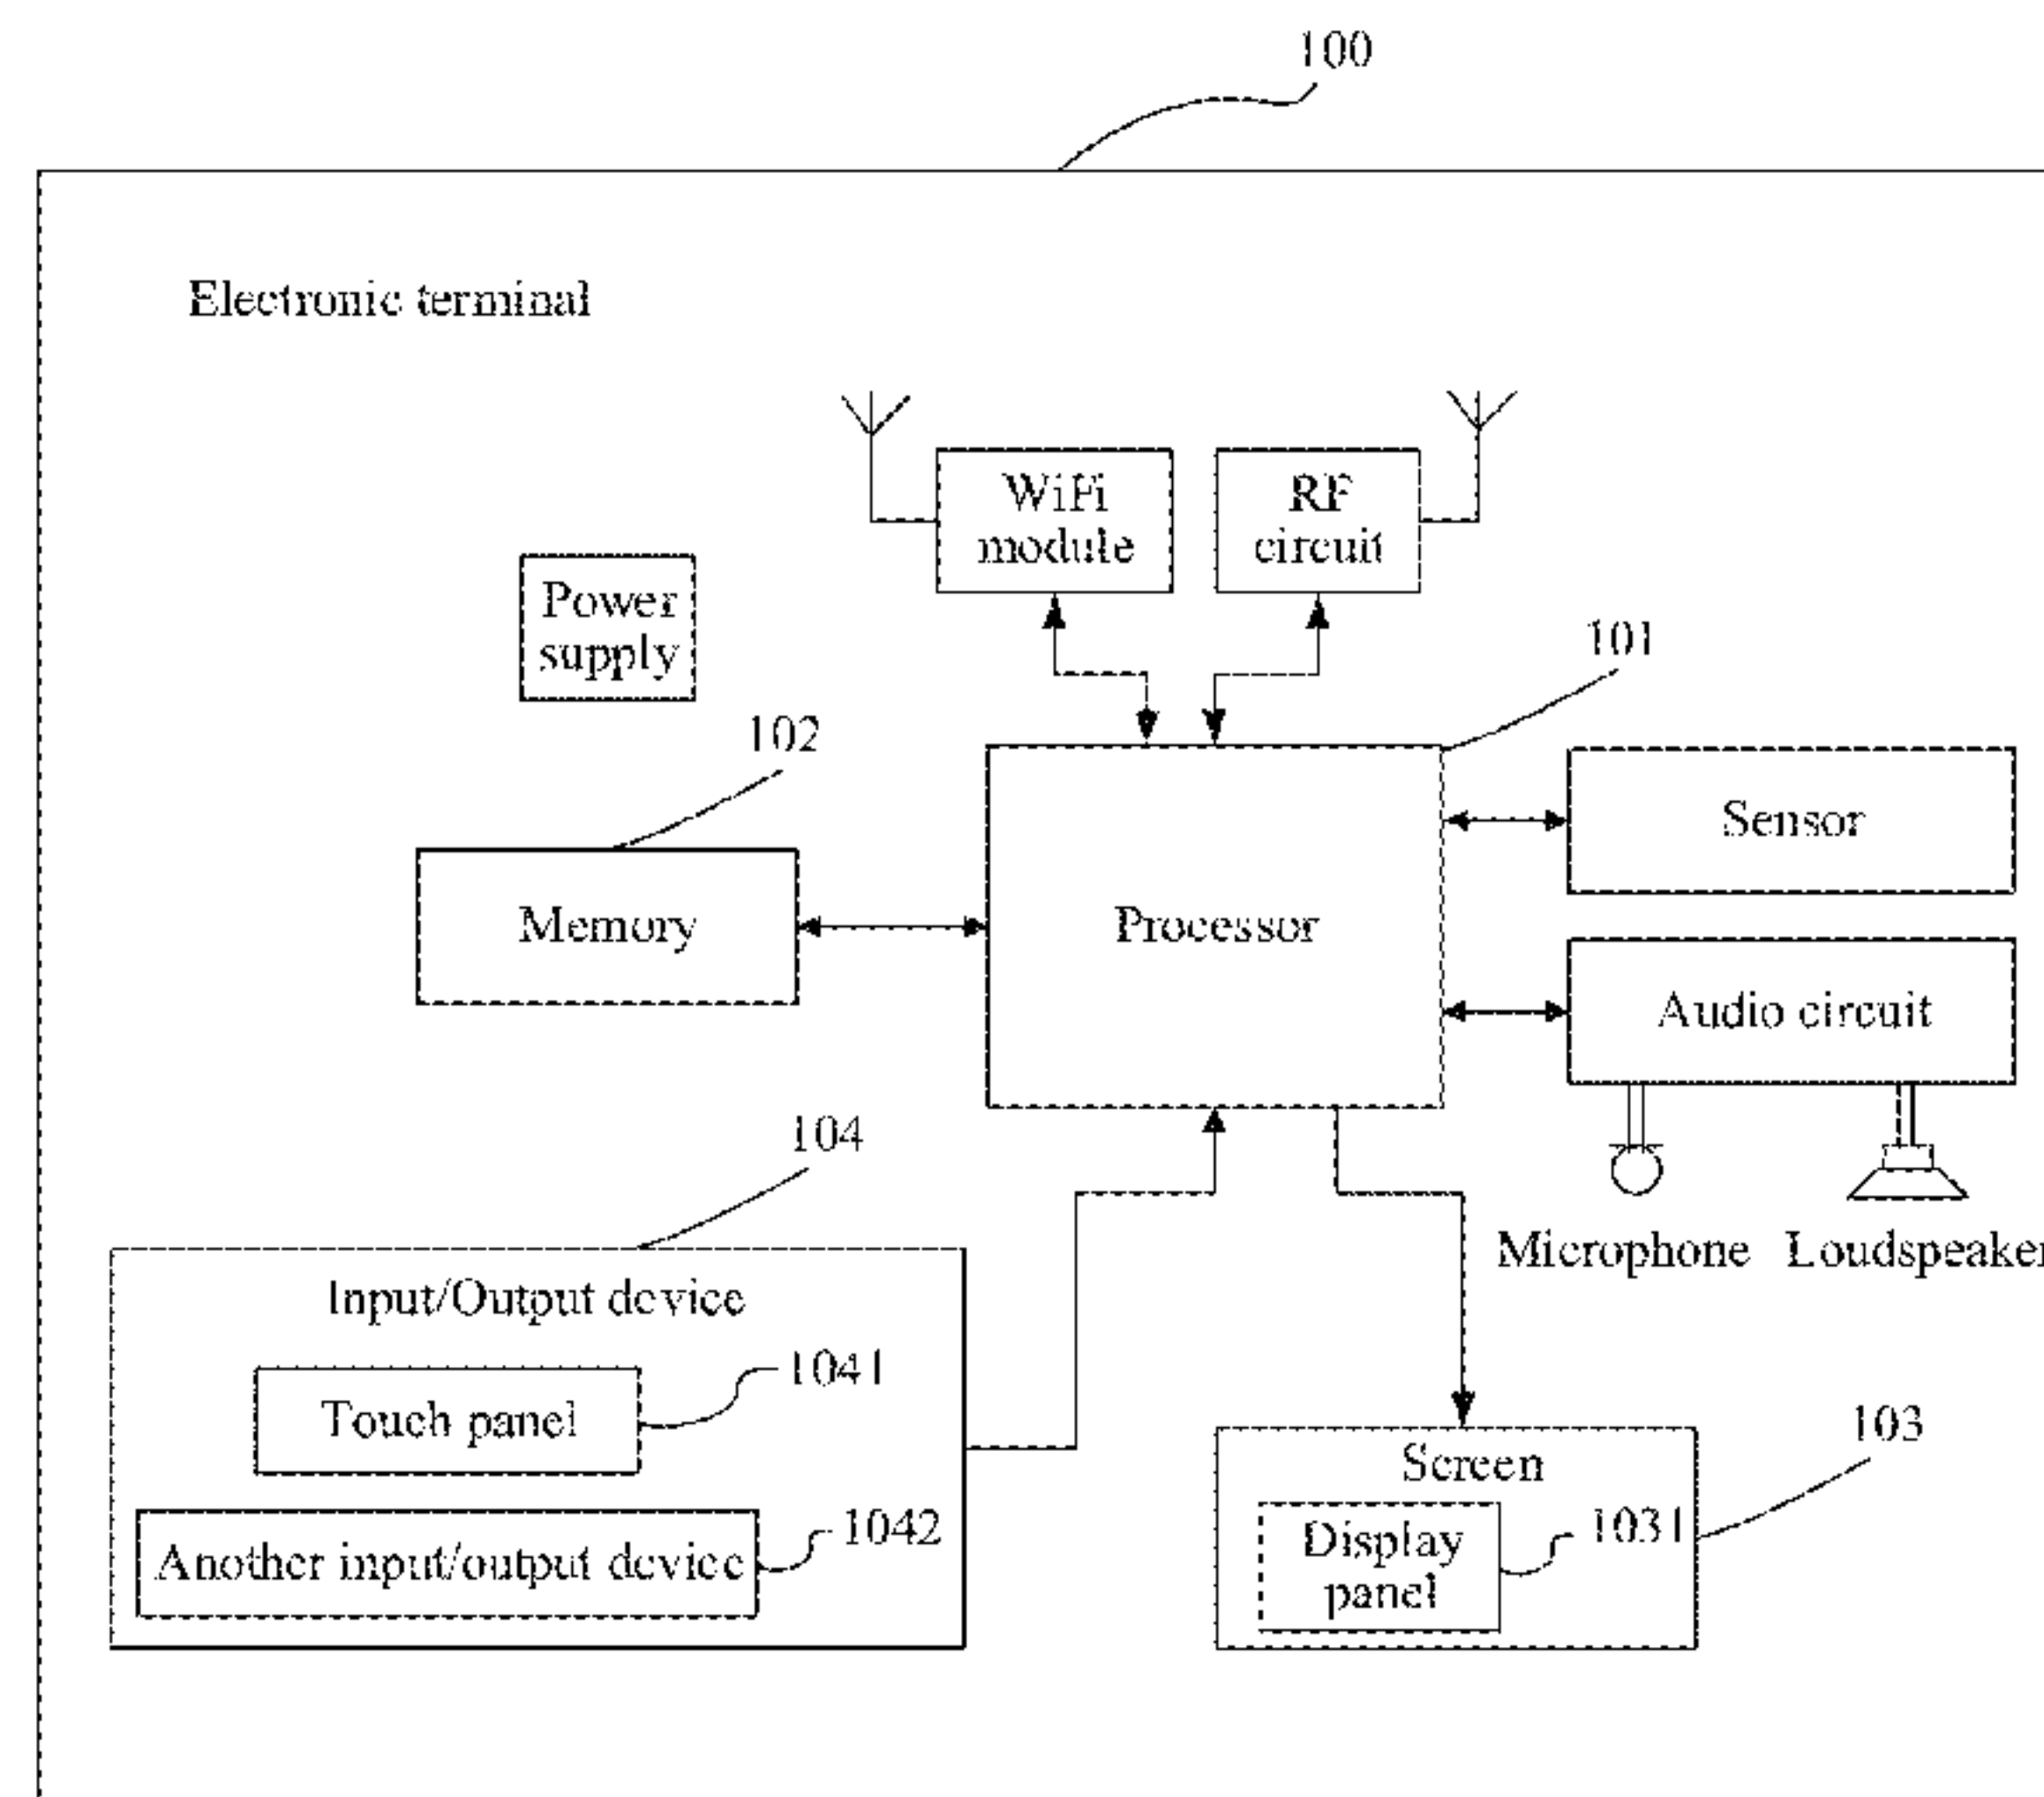 100
Electronic terminal
WiFi
module
RF
circuit
Power
supply
101
102
Sensor
Memory
Processor
Audio circuit
104
Microphone
Loudspeaker
Input/Output device
1041
Touch panel
103
Screen
1042
Another input/output device
1031
Display
panel